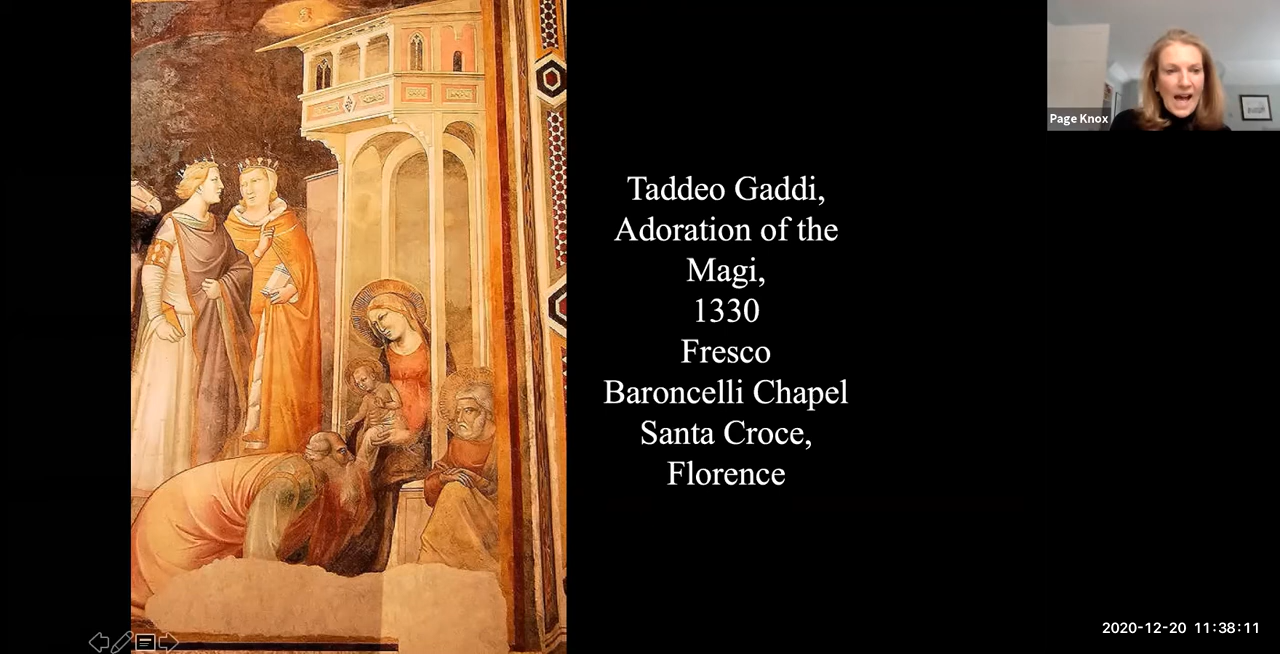 Page Knox
Taddeo Gaddi,
Adoration of the
Magi,
1330
Fresco
Baroncelli Chapel
Santa Croce,
Florence
2020-12-20 11:38:11